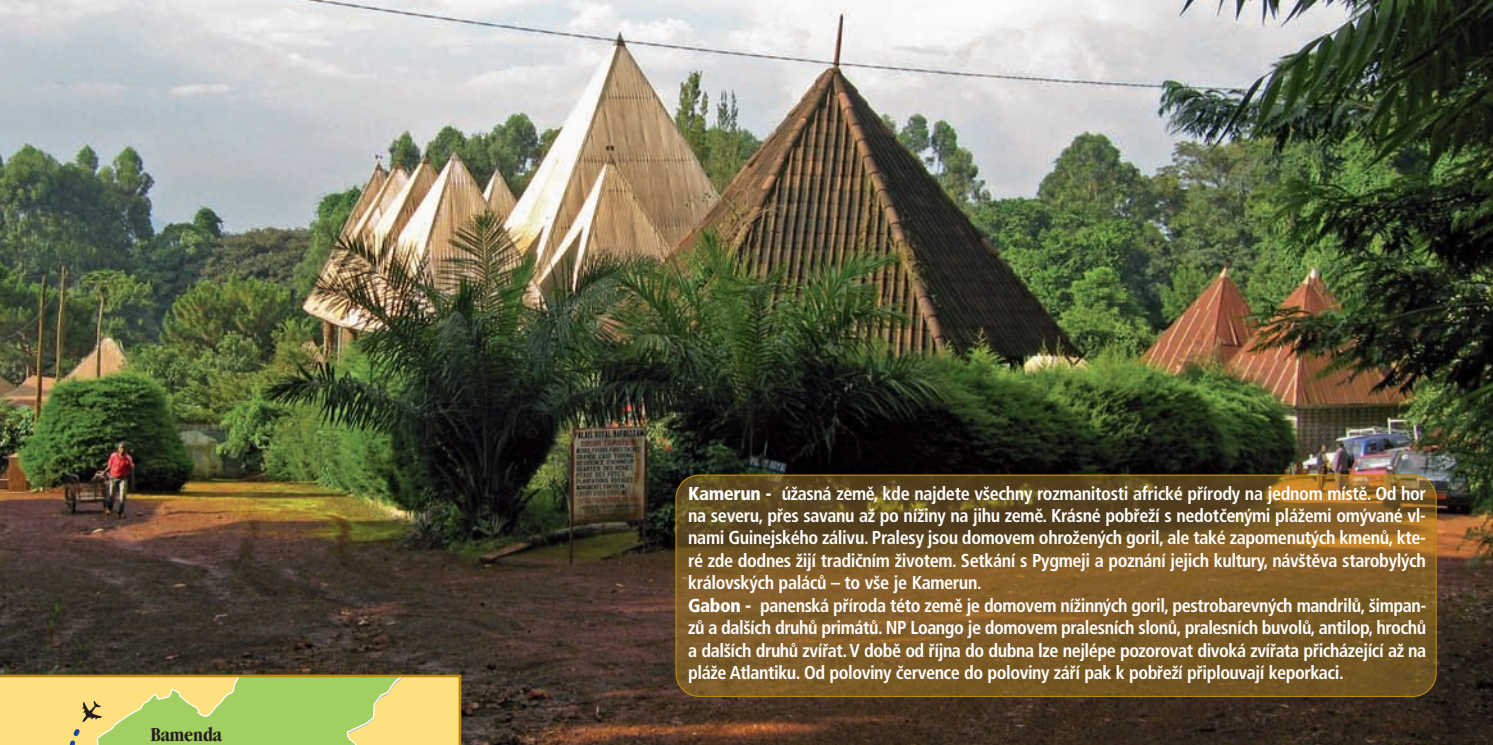 PALAIS ROYAL BAFOUSSAM
Kamerun - úžasná země, kde najdete všechny rozmanitosti africké přírody na jednom místě. Od hor
na severu, přes savanu až po nížiny na jihu země. Krásné pobřeží s nedotčenými plážemi omývané vl-
nami Guinejského zálivu. Pralesy jsou domovem ohrožených goril, ale také zapomenutých kmenů, kte-
ré zde dodnes žijí tradičním životem. Setkání s Pygmeji a poznání jejich kultury, návštěva starobylých
královských paláců – to vše je Kamerun.
Gabon - panenská příroda této země je domovem nížinných goril, pestrobarevných mandrilů, šimpan-
zů a dalších druhů primátů. NP Loango je domovem pralesních slonů, pralesních buvolů, antilop, hrochů
a dalších druhů zvířat. V době od října do dubna lze nejlépe pozorovat divoká zvířata přicházející až na
pláže Atlantiku. Od poloviny července do poloviny září pak k pobřeží připlouvají keporkaci.
Bamenda